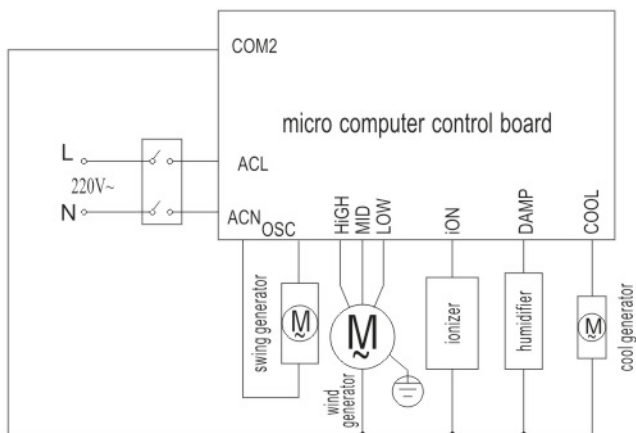 COM2
micro computer control board
L
220V~
N
ACL
ACN
OSC
HiGH
MID
LOW
iON
DAMP
COOL
swing generator
M
~
M
~
wind
generator
ionizer
humidifier
M
~
cool generator